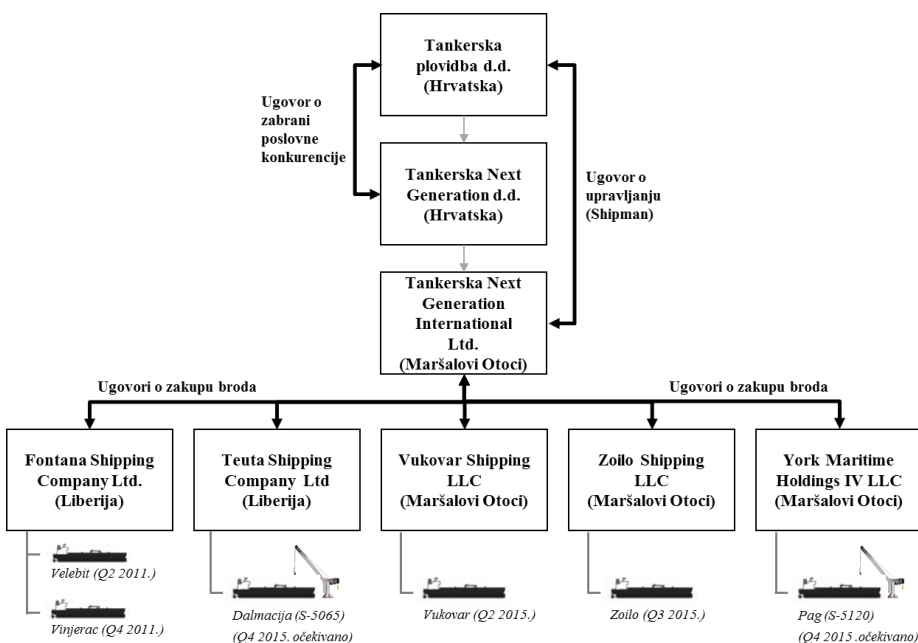 Tankerska
plovidba d.d.
(Hrvatska)
Ugovor o
zabrani
poslovne
konkurencije
Tankerska Next
Generation d.d.
(Hrvatska)
Ugovor o
upravljanju
(Shipman)
Tankerska Next
Generation
International
Ltd.
(Maršalovi Otoci)
Ugovori o zakupu broda
Ugovori o zakupu broda
Fontana Shipping
Company Ltd.
(Liberija)
Teuta Shipping
Company Ltd
(Liberija)
Vukovar Shipping
LLC
(Maršalovi Otoci)
Zoilo Shipping
LLC
(Maršalovi Otoci)
York Maritime
Holdings IV LLC
(Maršalovi Otoci)
Velebit (Q2 2011.)
Vinjerac (Q4 2011.)
Dalmacija (S-5065)
(Q4 2015. očekivano)
Vukovar (Q2 2015.)
Zoilo (Q3 2015.)
Pag (S-5120)
(Q4 2015 .očekivano)